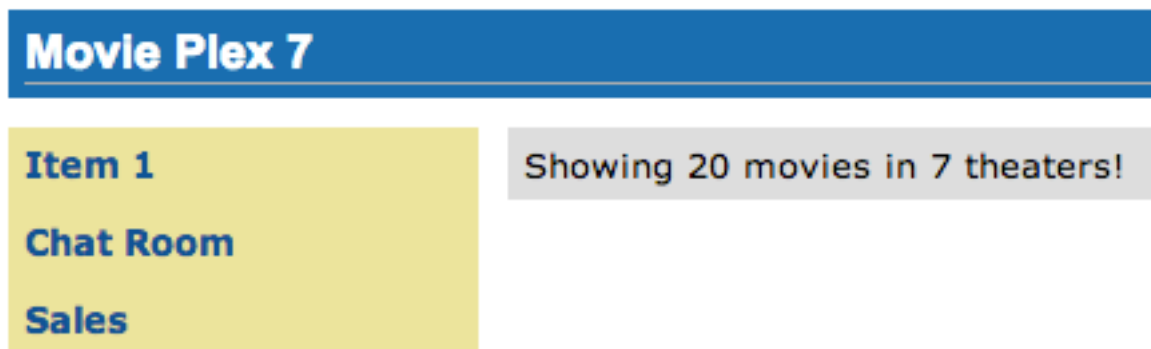 Movie Plex 7
Item 1
Chat Room
Sales
Showing 20 movies in 7 theaters!